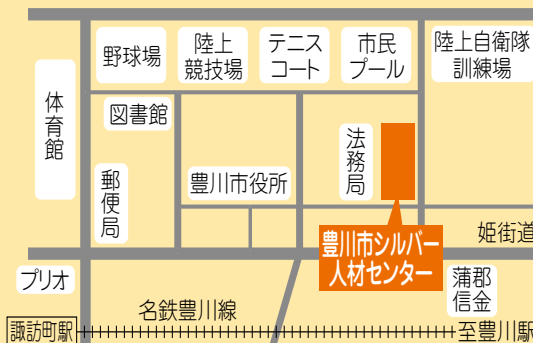 野球場
陸上
競技場
テニス
コート
市民
プール
陸上自衛隊
訓練場
体育館
図書館
郵便局
豊川市役所
法務局
豊川市シルバー
人材センター
姫街道
プリオ
蒲郡
信金
名鉄豊川線
諏訪町駅
至豊川駅